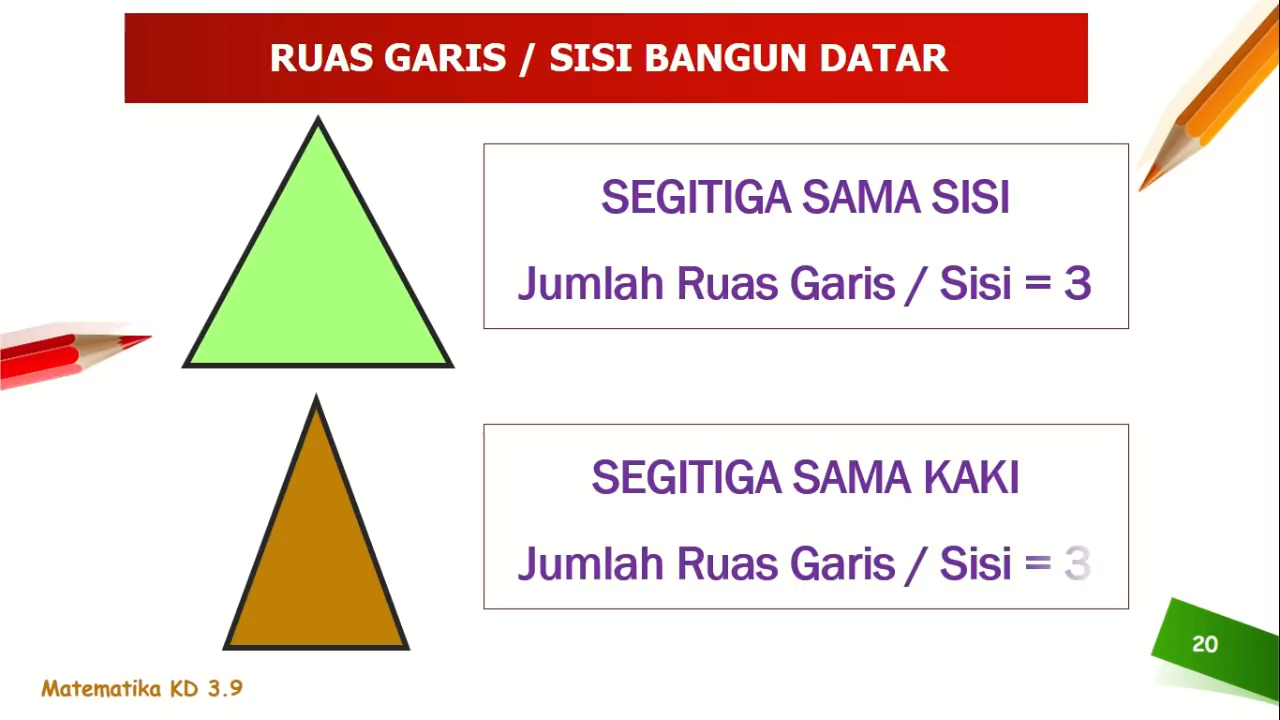 RUAS GARIS / SISI BANGUN DATAR
SEGITIGA SAMA SISI
Jumlah Ruas Garis / Sisi = 3
SEGITIGA SAMA KAKI
Jumlah Ruas Garis / Sisi = 3
20
Matematika KD 3.9